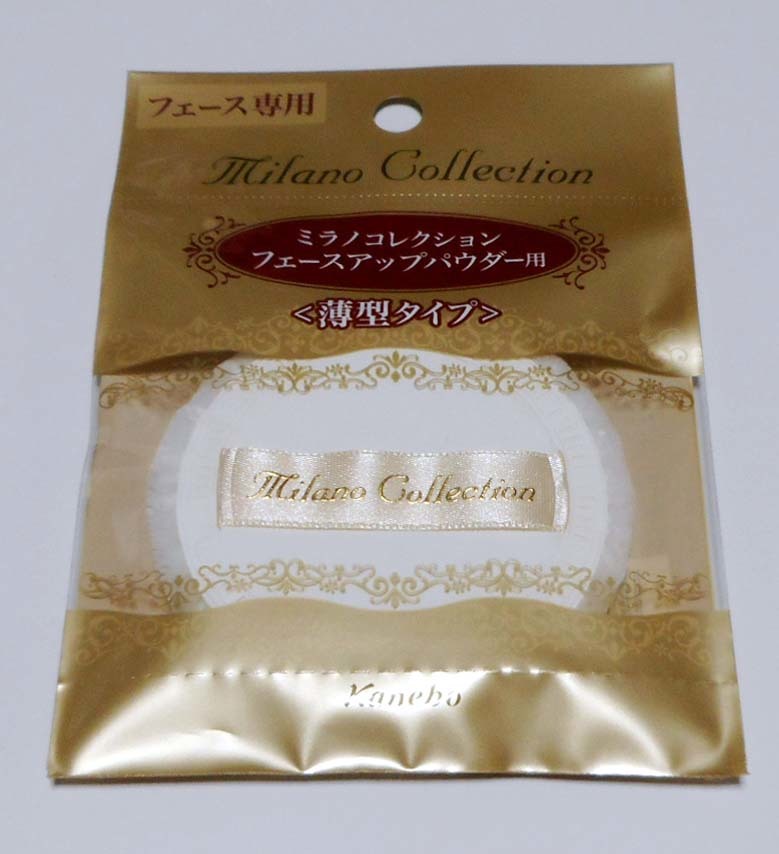 フェース専用
Milano Collection
ミラノコレクション
フェースアップパウダー用
<薄型タイプ>
Milano Collection
Kanebo